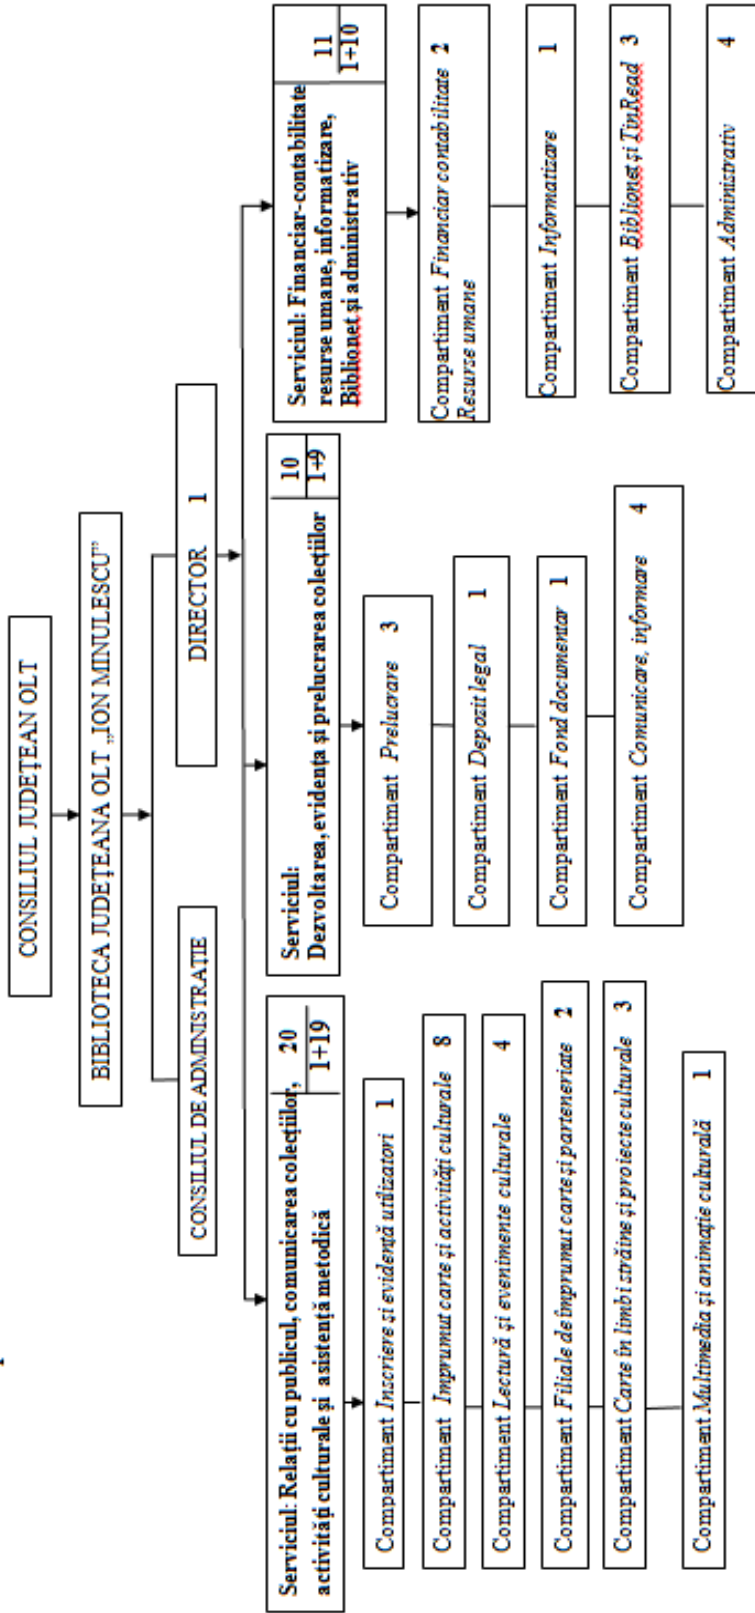 CONSILIUL JUDEȚEAN OLT
BIBLIOTECA JUDEȚEANA OLT „ION MINULESCU”
CONSILIUL DE ADMINISTRATIE
DIRECTOR 1
Serviciul: Relații cu publicul, comunicarea colecțiilor,
activități culturale și asistență metodică
20
1+19
Compartiment Inscriere și evidență utilizatori 1
Compartiment Împrumut carte și activități culturale 8
Compartiment Lectură și evenimente culturale 4
Compartiment Filiale de împrumut carte și parteneriate 2
Compartiment Carte în limbi străine și proiecte culturale 3
Compartiment Multimedia și animație culturală 1
Serviciul:
Dezvoltarea, evidența și prelucrarea colecțiilor
10
1+9
Compartiment Prelucrare 3
Compartiment Depozit legal 1
Compartiment Fond documentar 1
Compartiment Comunicare, informare 4
Serviciul: Financiar-contabilitate
resurse umane, informatizare,
Biblionet și administrativ
11
1+10
Compartiment Financiar contabilitate 2
Resurse umane
Compartiment Informatizare 1
Compartiment Biblionet și TinRead 3
Compartiment Administrativ 4